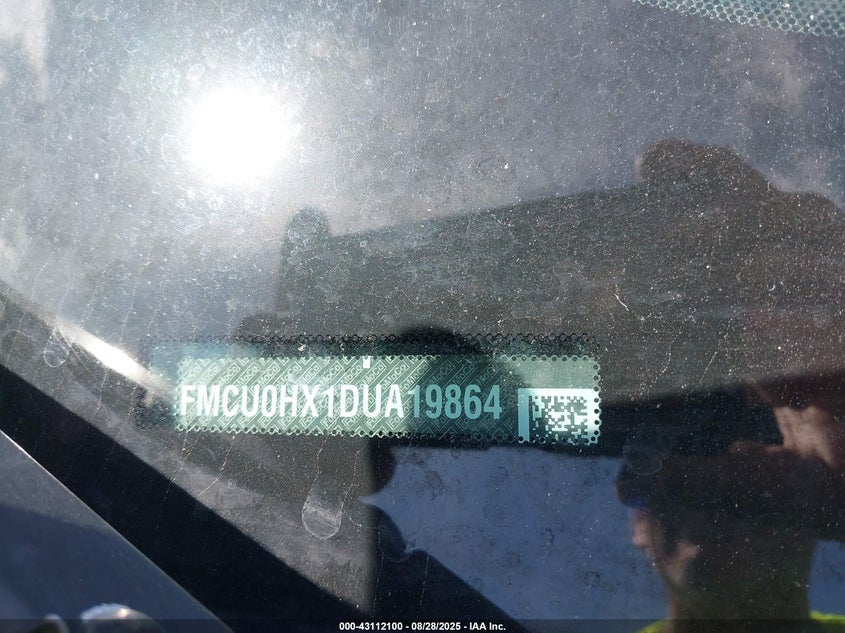 FMCU0HX1DUA19864
000-43112100 - 08/28/2025 - IAA Inc.